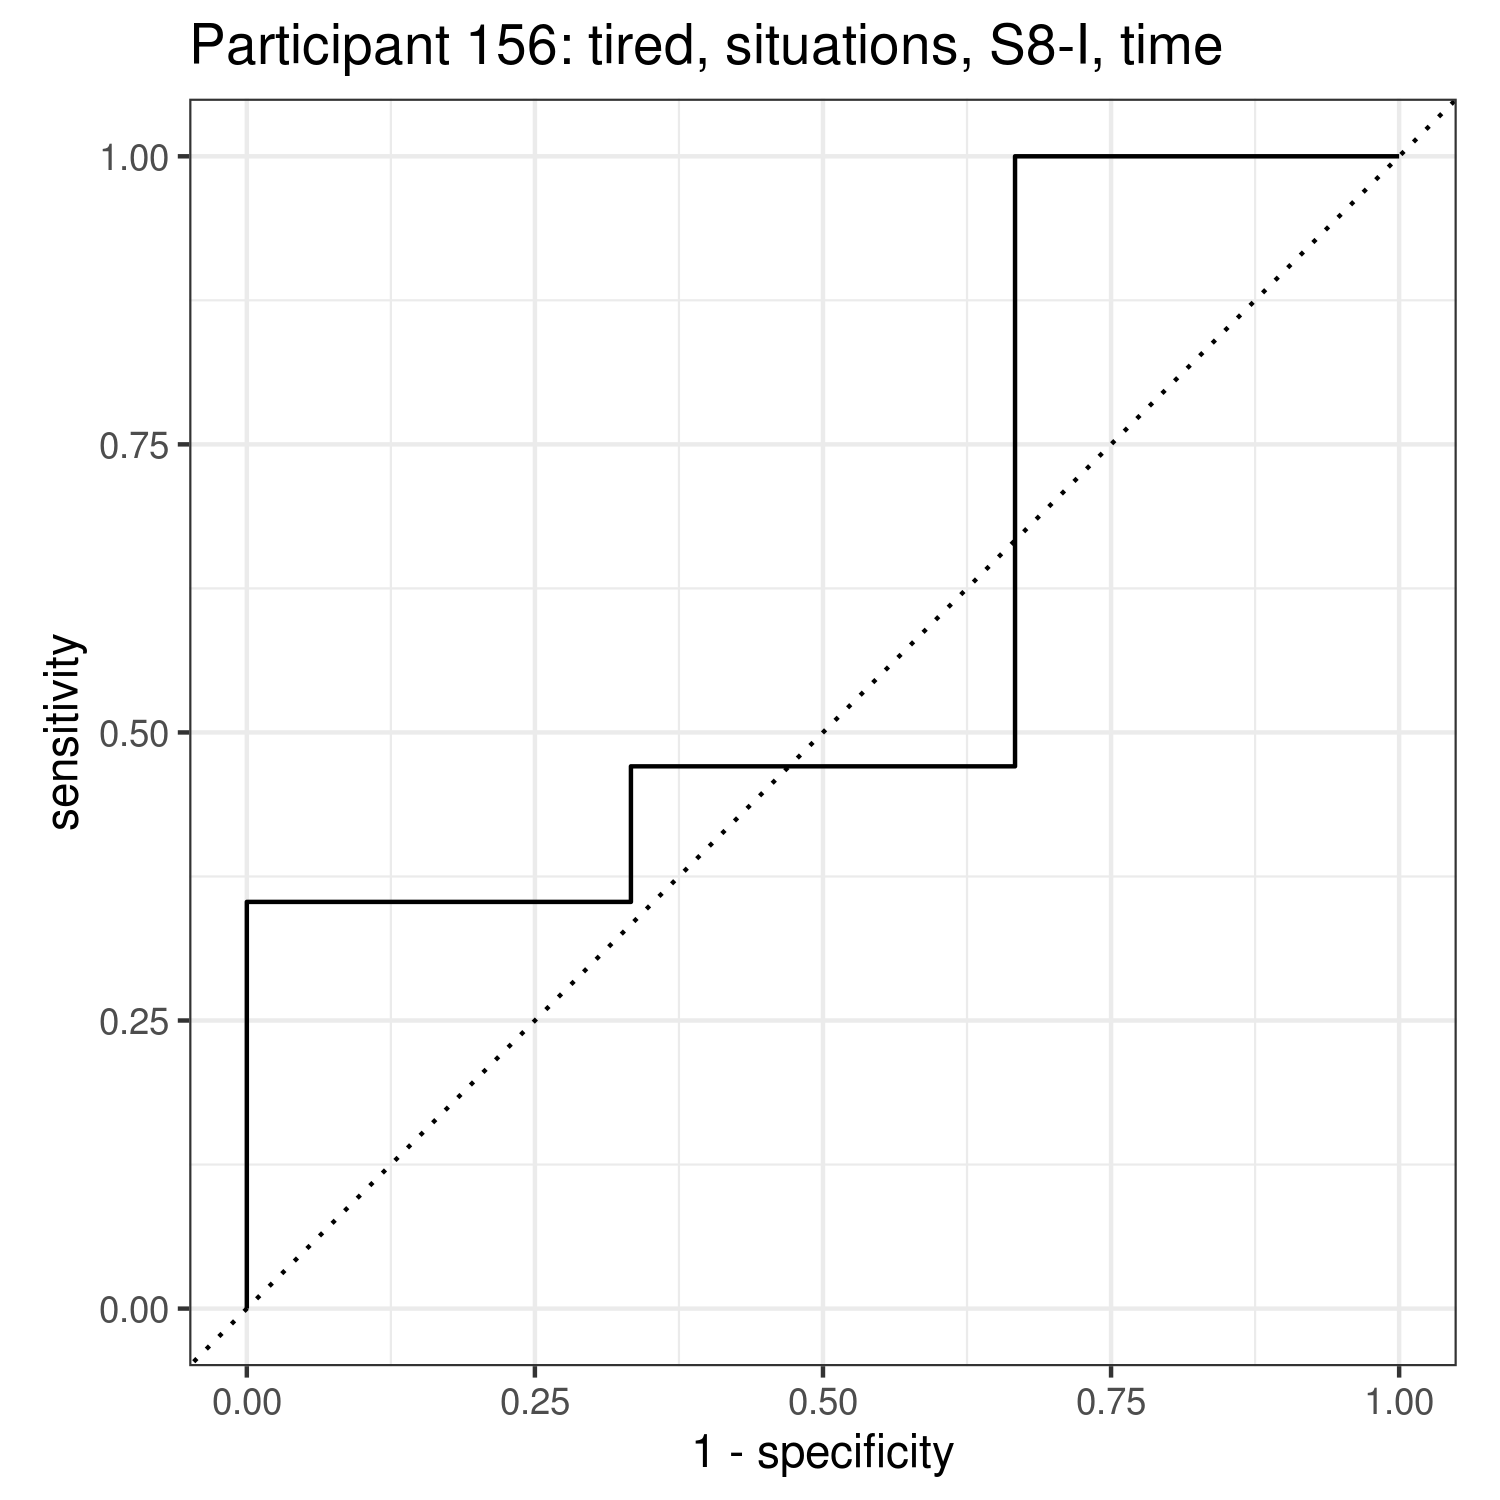 Participant 156: tired, situations, S8-I, time
1.00
0.75
0.50
0.25
0.00
sensitivity
0.00 0.25 0.50 0.75 1.00
1 - specificity